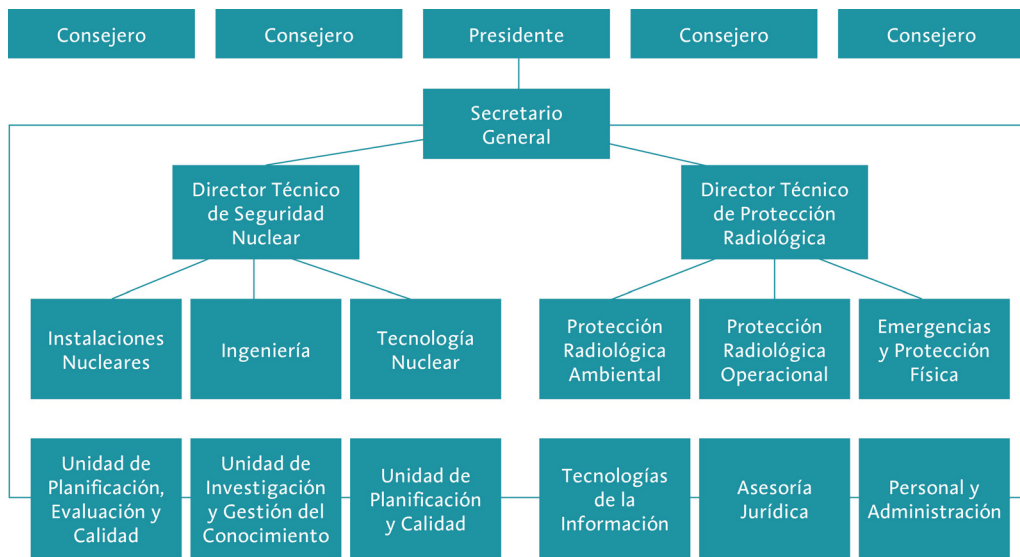 Consejero
Consejero
Presidente
Consejero
Consejero
Secretario
General
Director Técnico
de Seguridad
Nuclear
Director Técnico
de Protección
Radiológica
Instalaciones
Nucleares
Ingeniería
Tecnología
Nuclear
Protección
Radiológica
Ambiental
Protección
Radiológica
Operacional
Emergencias
y Protección
Física
Unidad de
Planificación,
Evaluación y
Calidad
Unidad de
Investigación
y Gestión del
Conocimiento
Unidad de
Planificación
y Calidad
Tecnologías
de la
Información
Asesoría
Jurídica
Personal y
Administración